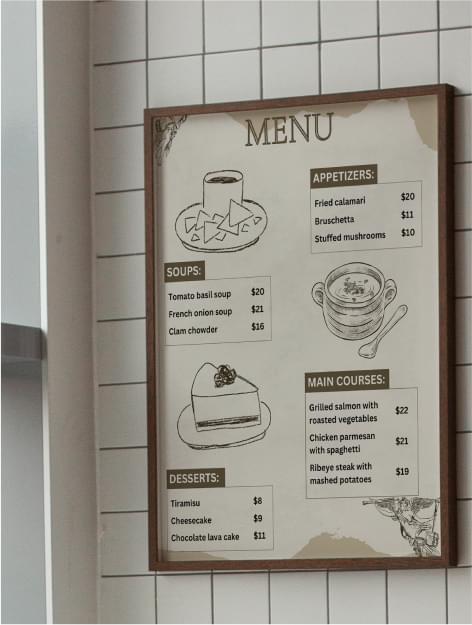 MENU
APPETIZERS:
Fried calamari $20
Bruschetta $11
Stuffed mushrooms $10
SOUPS:
Tomato basil soup $20
French onion soup $21
Clam chowder $16
MAIN COURSES:
Grilled salmon with
roasted vegetables $22
Chicken parmesan
with spaghetti $21
Ribeye steak with
mashed potatoes $19
DESSERTS:
Tiramisu $8
Cheesecake $9
Chocolate lava cake $11